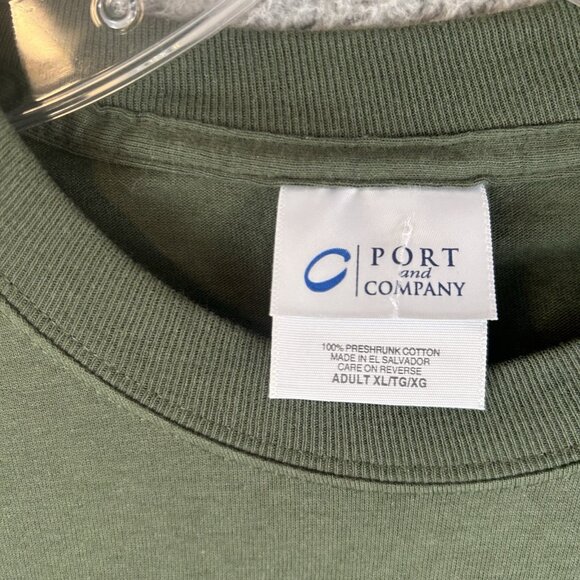 PORT
and
COMPANY
100% PRESHRUNK COTTON
MADE IN EL SALVADOR
CARE ON REVERSE
ADULT XL/TG/XG